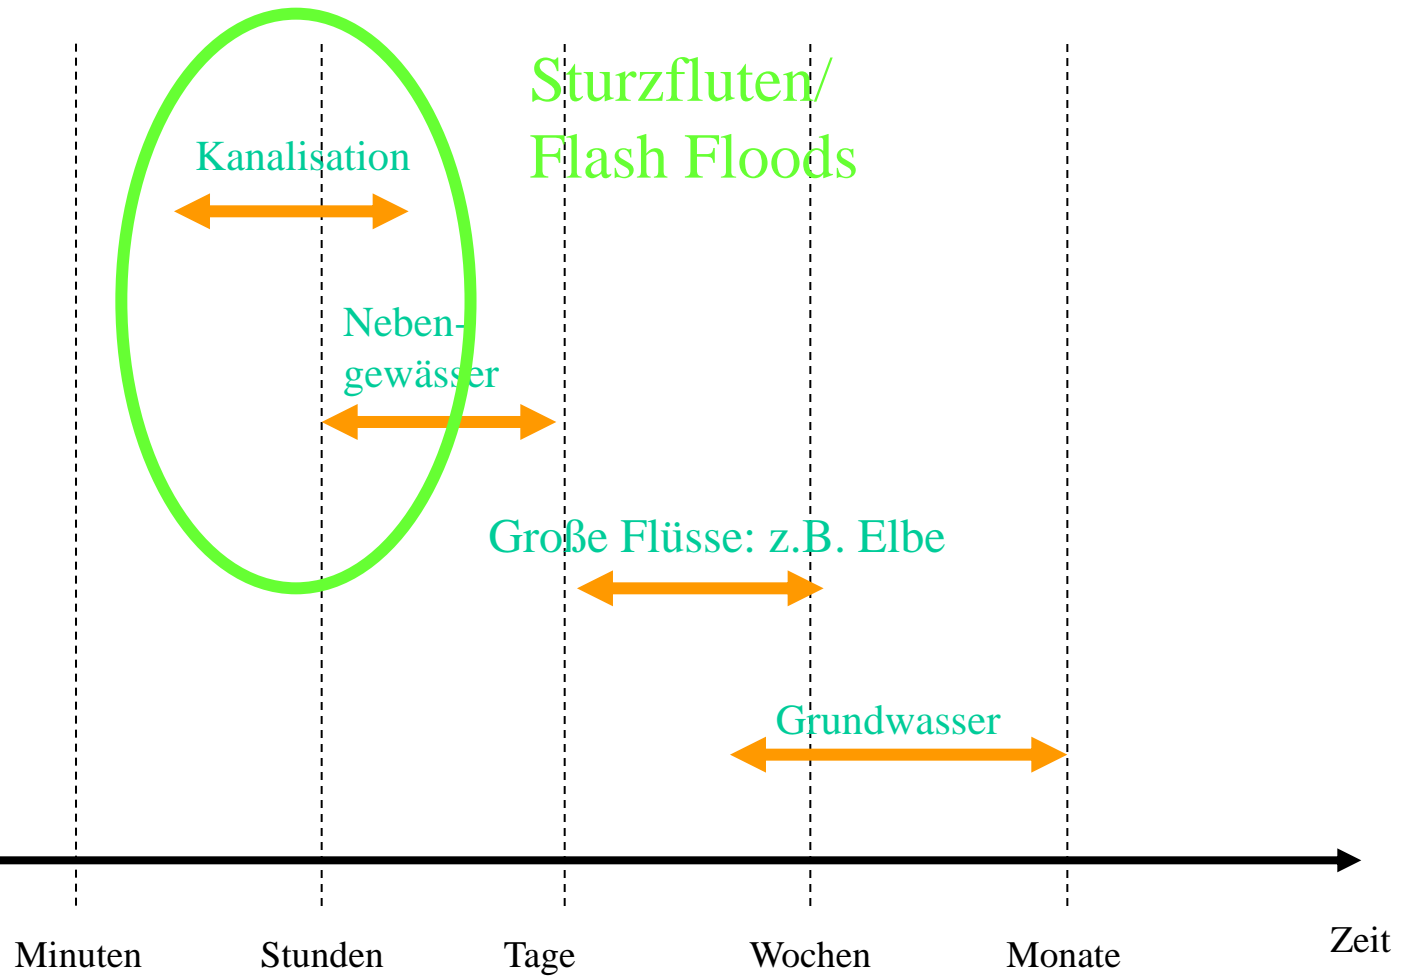 Sturzfluten/
Flash Floods
Kanalisation
Neben-
gewässer
Große Flüsse: z.B. Elbe
Grundwasser
Minuten
Stunden
Tage
Wochen
Monate
Zeit